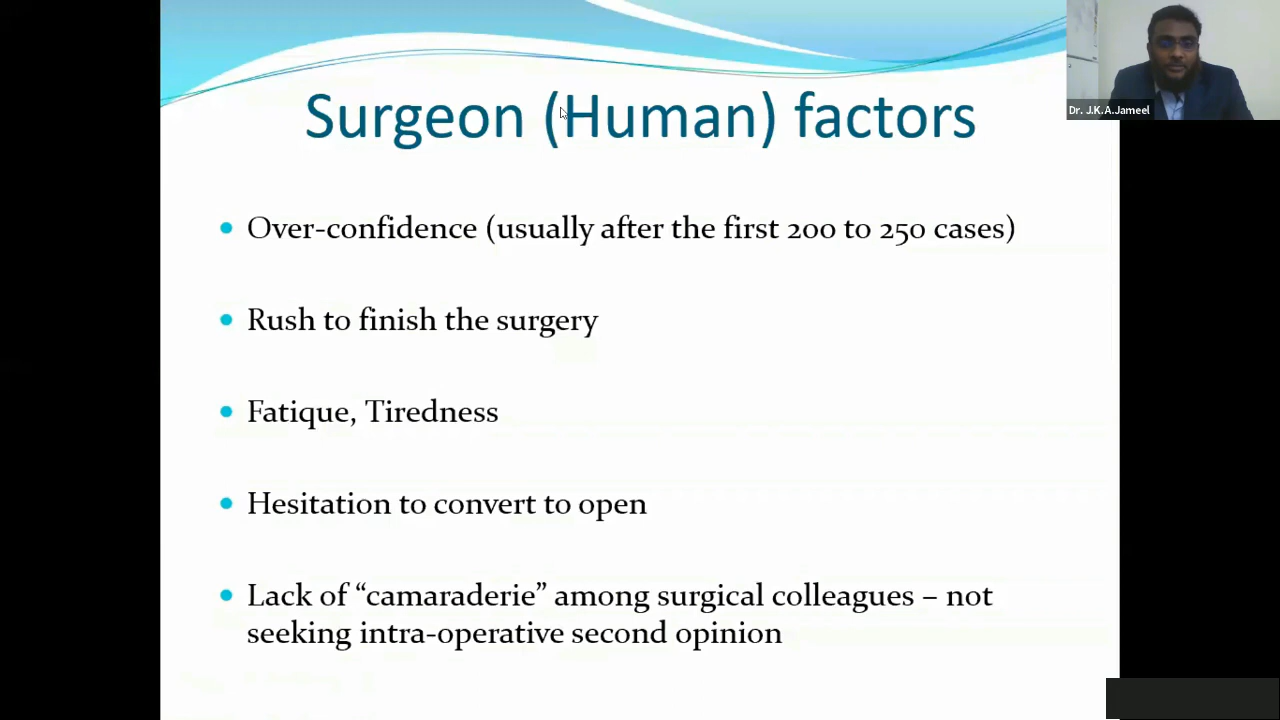 Dr. J.K.A.Jameel
Surgeon (Human) factors
• Over-confidence (usually after the first 200 to 250 cases)
• Rush to finish the surgery
• Fatique, Tiredness
• Hesitation to convert to open
• Lack of “camaraderie” among surgical colleagues – not
seeking intra-operative second opinion